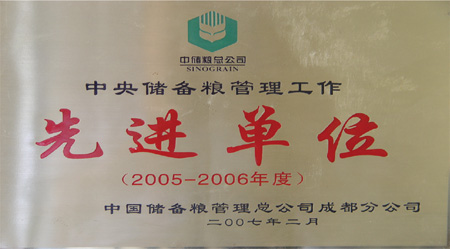 中储粮总公司
SINOGRAIN
中央储备粮管理工作
先进单位
（2005-2006年度）
中国储备粮管理总公司成都分公司
二00七年二月